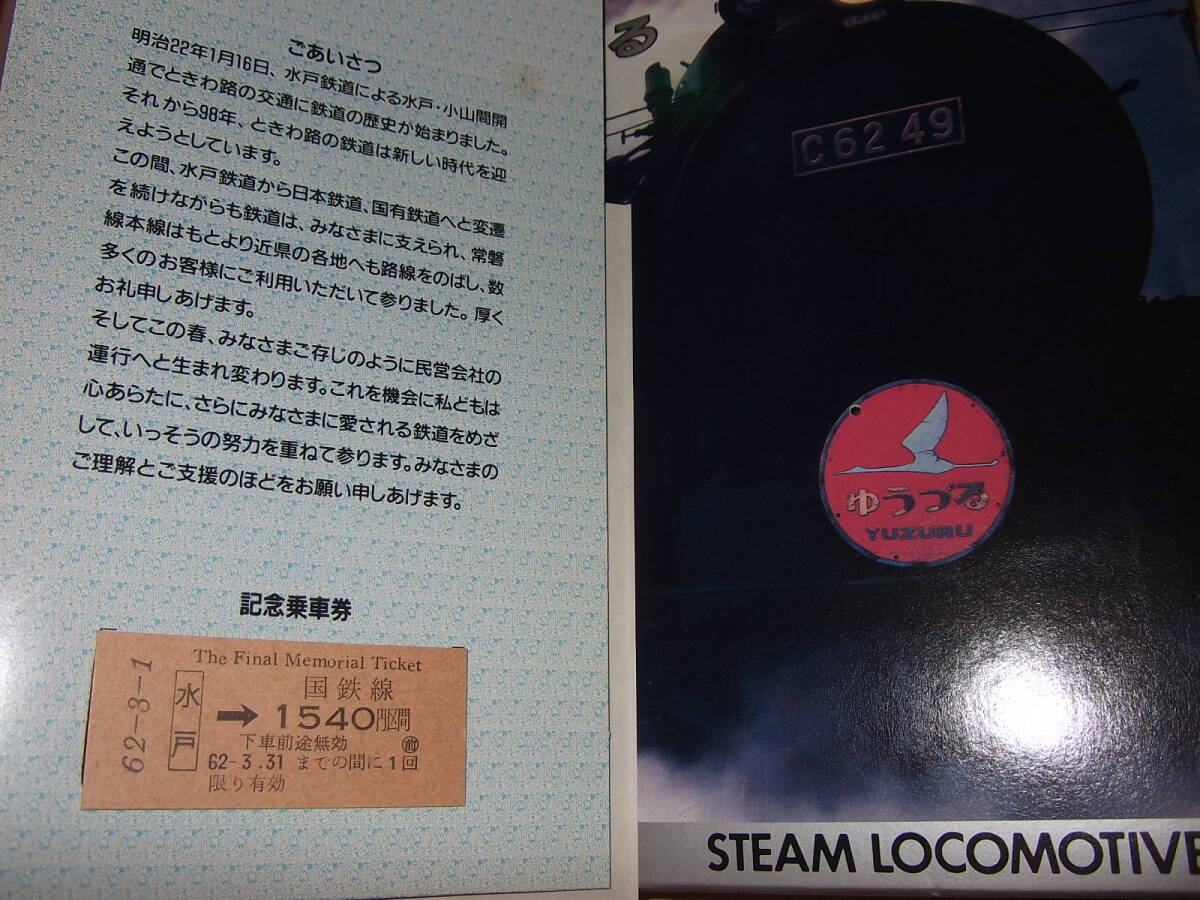 ごあいさつ
明治22年1月16日、水戸鉄道による水戸・小山間開
通でときわ路の交通に鉄道の歴史が始まりました。
それから98年、ときわ路の鉄道は新しい時代を迎
えようとしています。
この間、水戸鉄道から日本鉄道、国有鉄道へと変遷
を続けながらも鉄道は、みなさまに支えられ、常磐
線本線はもとより近県の各地へも路線をのばし、数
多くのお客様にご利用いただいて参りました。厚く
お礼申しあげます。
そしてこの春、みなさまご存じのように民営会社の
運行へと生まれ変わります。これを機会に私どもは
心あらたに、さらにみなさまに愛される鉄道をめざ
して、いっそうの努力を重ねて参ります。みなさまの
ご理解とご支援のほどをお願い申しあげます。
記念乗車券
The Final Memorial Ticket
62-3-1
国鉄線
水戸 → 1540円区間
下車前途無効
62-3.31 までの間に1回
限り有効
る
C62 49
ゆうづる
YUZURU
STEAM LOCOMOTIVE